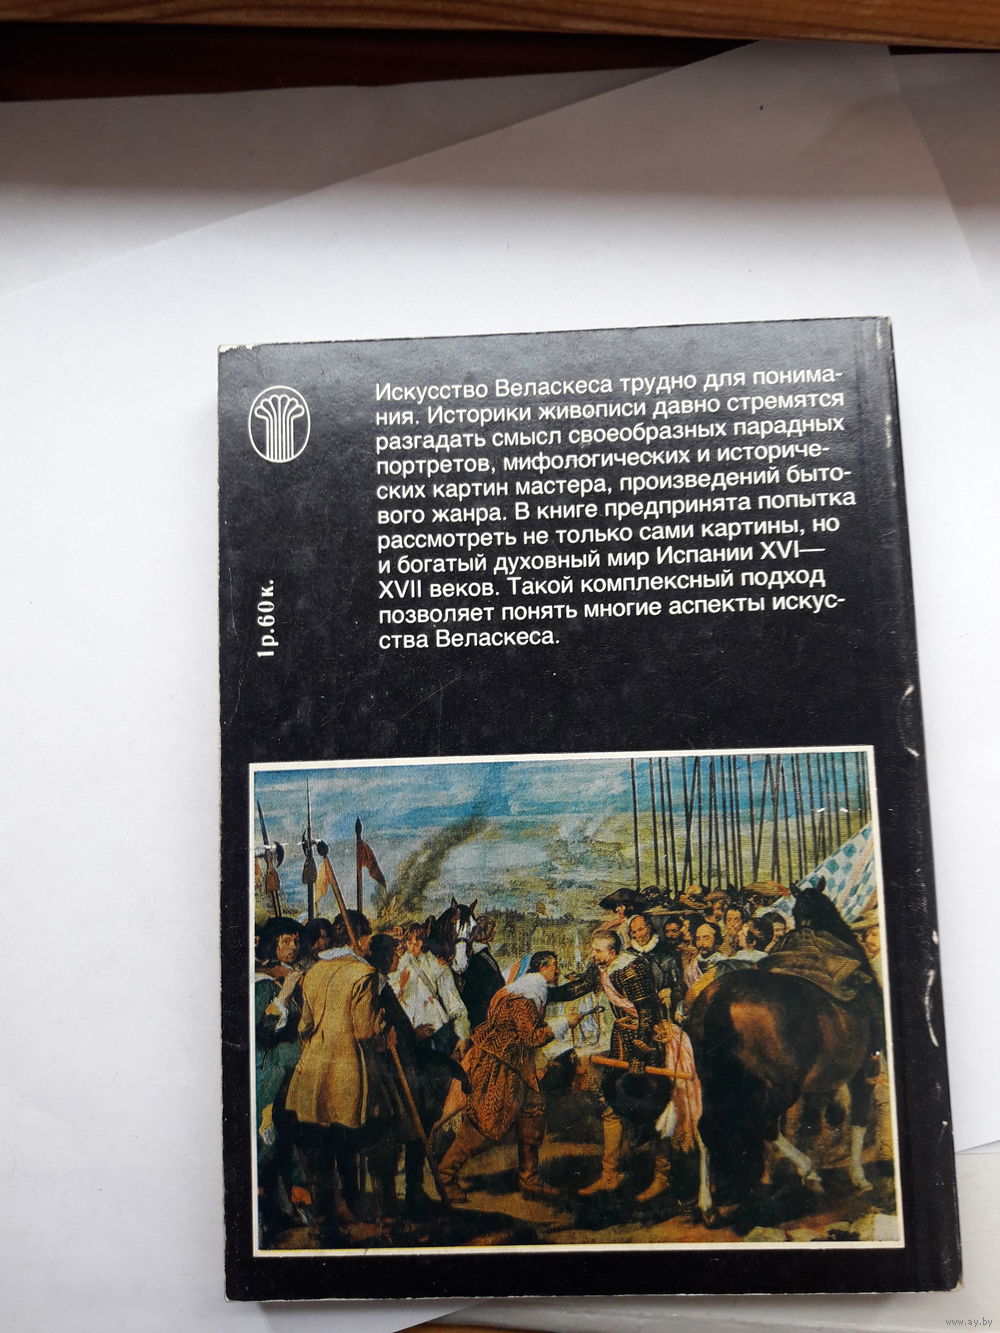 Искусство Веласкеса трудно для понима-
ния. Историки живописи давно стремятся
разгадать смысл своеобразных парадных
портретов, мифологических и историче-
ских картин мастера, произведений быто-
вого жанра. В книге предпринята попытка
рассмотреть не только сами картины, но
и богатый духовный мир Испании XVI—
XVII веков. Такой комплексный подход
позволяет понять многие аспекты искус-
ства Веласкеса.
1р.60к.
www.ay.by